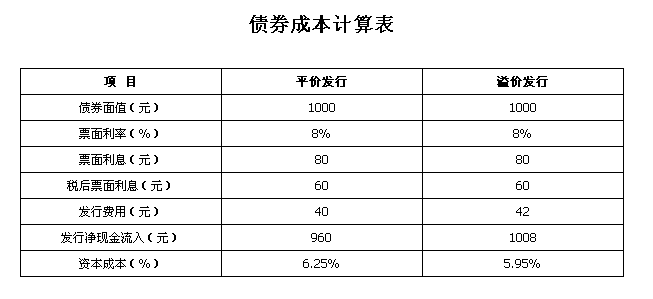 债券成本计算表
项 目 平价发行 溢价发行
债券面值(元) 1000 1000
票面利率(%) 8% 8%
票面利息(元) 80 80
税后票面利息(元) 60 60
发行费用(元) 40 42
发行净现金流入(元) 960 1008
资本成本(%) 6.25% 5.95%